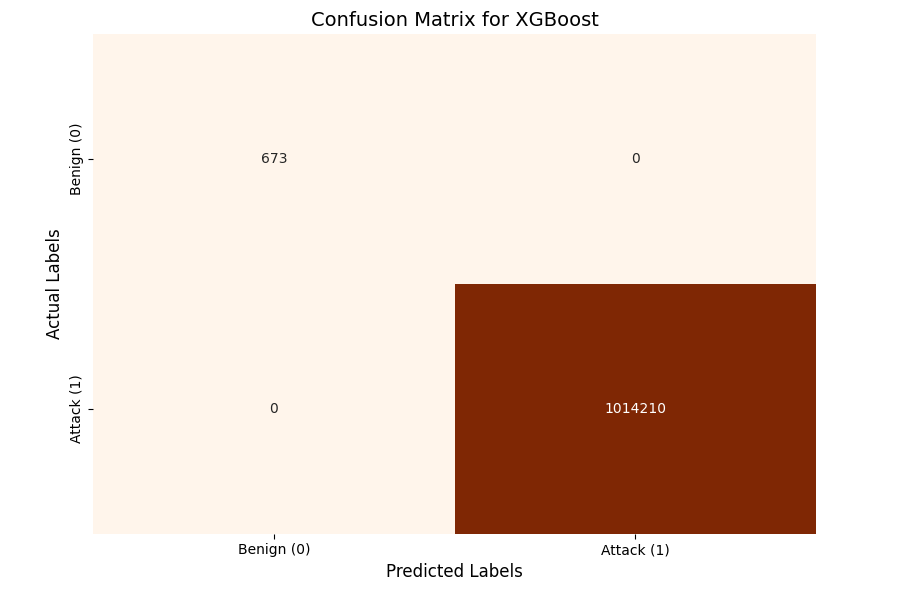 Confusion Matrix for XGBoost
Actual Labels
Benign (0)
673
0
Attack (1)
0
1014210
Benign (0)
Attack (1)
Predicted Labels